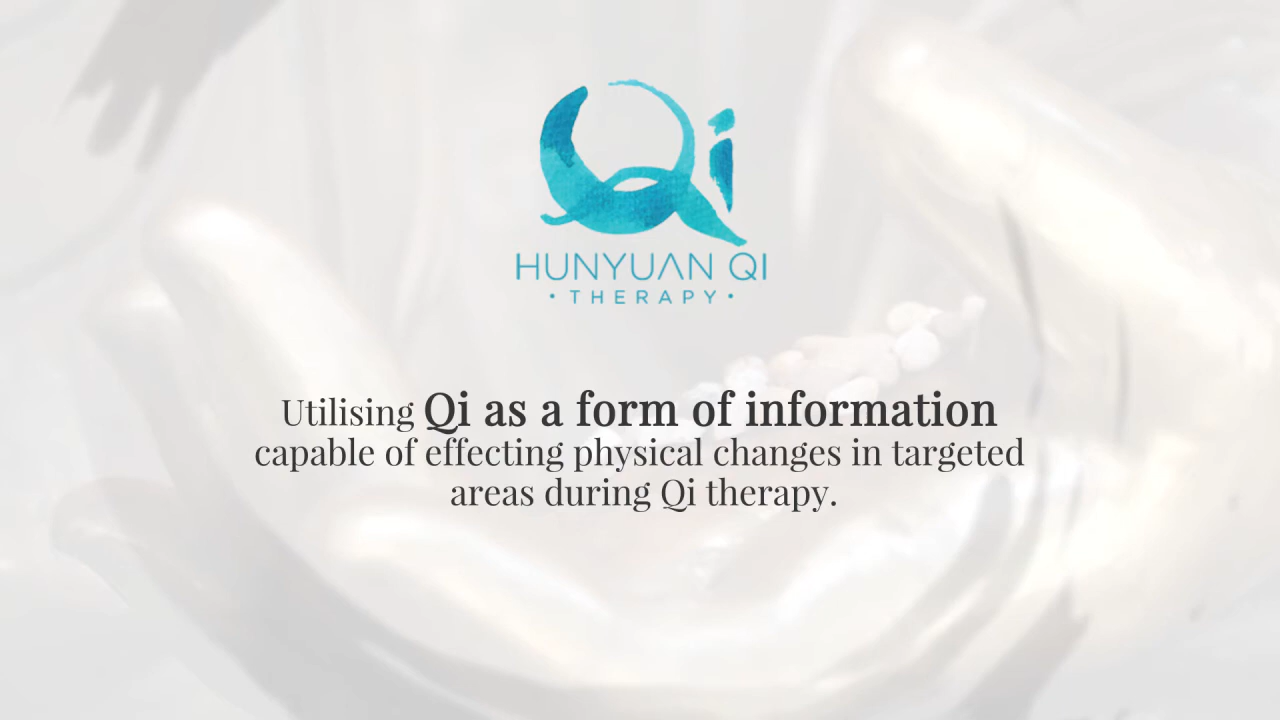 Qi
HUNYUAN QI
• THERAPY •
Utilising Qi as a form of information
capable of effecting physical changes in targeted
areas during Qi therapy.